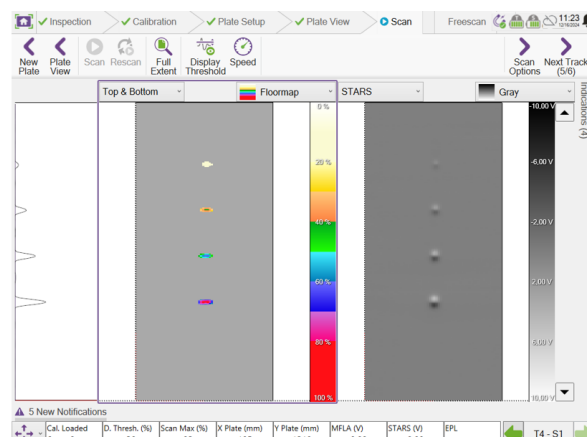 Inspection
Calibration
Plate Setup
Plate View
Scan
Freescan
11:23
12/16/2024
New Plate
Plate View
Scan
Rescan
Full Extent
Display Threshold
Speed
Scan Options
Next Track (5/6)
Top & Bottom
Floormap
STARS
Gray
Indications (4)
0 %
20 %
40 %
60 %
80 %
100 %
-10,00 V
-6,00 V
-2,00 V
2,00 V
6,00 V
10,00 V
5 New Notifications
Cal. Loaded
D. Thresh. (%)
Scan Max (%)
X Plate (mm)
Y Plate (mm)
MFLA (V)
STARS (V)
EPL
T4 - S1